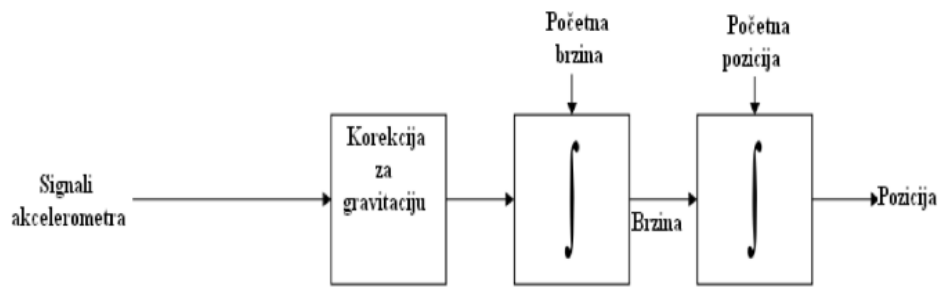 Početna
brzina
Početna
pozicija
Korekcija
za
gravitaciju
Signali
akcelerometra
∫
Brzina
∫
Pozicija